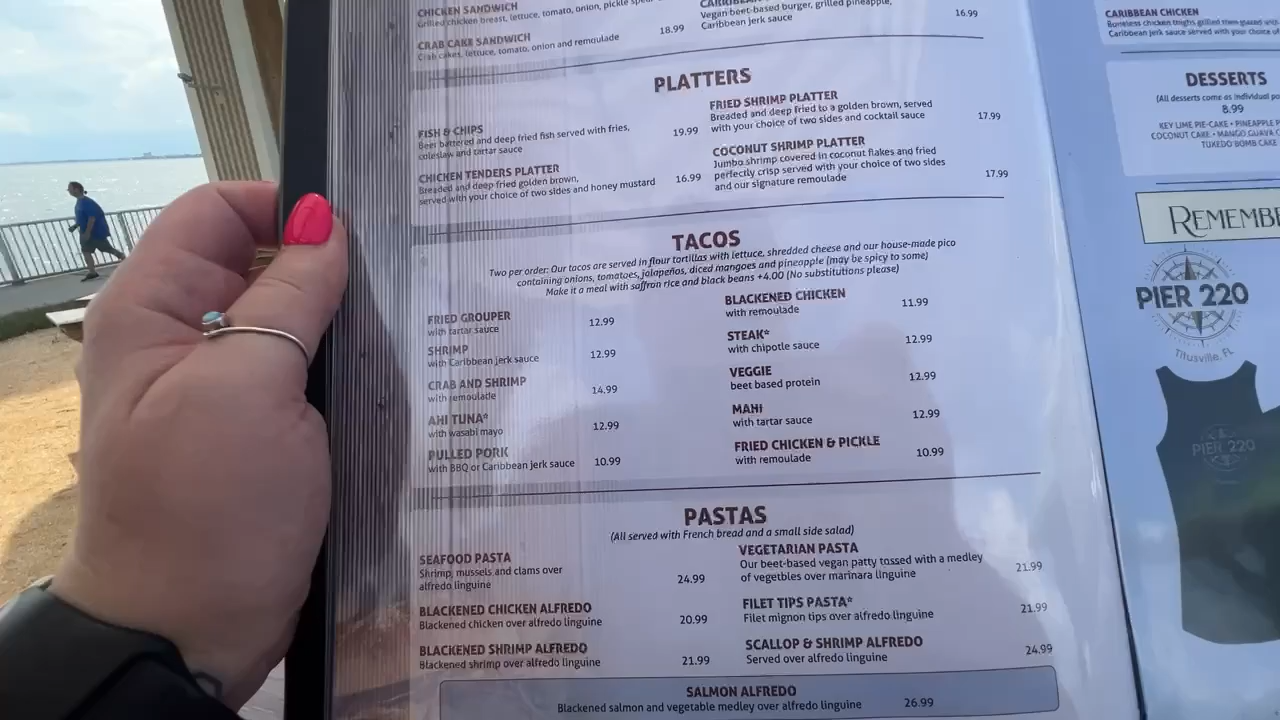 CHICKEN SANDWICH
Grilled chicken breast, lettuce, tomato, onion, pickle
CRAB CAKE SANDWICH
Crab cakes, lettuce, tomato, onion and remoulade
18.99
Vegan beet-based burger, grilled pineapple,
Caribbean jerk sauce
16.99
PLATTERS
FISH & CHIPS
Beer battered and deep fried fish served with fries,
coleslaw and tartar sauce
19.99
CHICKEN TENDERS PLATTER
Breaded and deep fried golden brown,
served with your choice of two sides and honey mustard
16.99
FRIED SHRIMP PLATTER
Breaded and deep fried to a golden brown, served
with your choice of two sides and cocktail sauce
17.99
COCONUT SHRIMP PLATTER
Jumbo shrimp covered in coconut flakes and fried
perfectly crisp served with your choice of two sides
and our signature remoulade
17.99
TACOS
Two per order: Our tacos are served in flour tortillas with lettuce, shredded cheese and our house-made pico
containing onions, tomatoes, jalapeños, diced mangoes and pineapple (may be spicy to some)
Make it a meal with saffron rice and black beans +4.00 (No substitutions please)
FRIED GROUPER
with tartar sauce
12.99
SHRIMP
with Caribbean jerk sauce
12.99
CRAB AND SHRIMP
with remoulade
14.99
AHI TUNA*
with wasabi mayo
12.99
PULLED PORK
with BBQ or Caribbean jerk sauce
10.99
BLACKENED CHICKEN
with remoulade
11.99
STEAK*
with chipotle sauce
12.99
VEGGIE
beet based protein
12.99
MAHI
with tartar sauce
12.99
FRIED CHICKEN & PICKLE
with remoulade
10.99
PASTAS
(All served with French bread and a small side salad)
SEAFOOD PASTA
Shrimp, mussels and clams over
alfredo linguine
24.99
BLACKENED CHICKEN ALFREDO
Blackened chicken over alfredo linguine
20.99
BLACKENED SHRIMP ALFREDO
Blackened shrimp over alfredo linguine
21.99
VEGETARIAN PASTA
Our beet-based vegan patty tossed with a medley
of vegetbles over marinara linguine
21.99
FILET TIPS PASTA*
Filet mignon tips over alfredo linguine
21.99
SCALLOP & SHRIMP ALFREDO
Served over alfredo linguine
24.99
SALMON ALFREDO
Blackened salmon and vegetable medley over alfredo linguine
26.99
CARIBBEAN CHICKEN
Boneless chicken thighs grilled then glazed
Caribbean jerk sauce served with your choice of
DESSERTS
(All desserts come as individual
8.99
KEY LIME PIE-CAKE • PINEAPPLE
COCONUT CAKE • MANGO GUAVA
TUXEDO BOMB CAKE
REMEMB
PIER 220
Titusville, FL
PIER 220